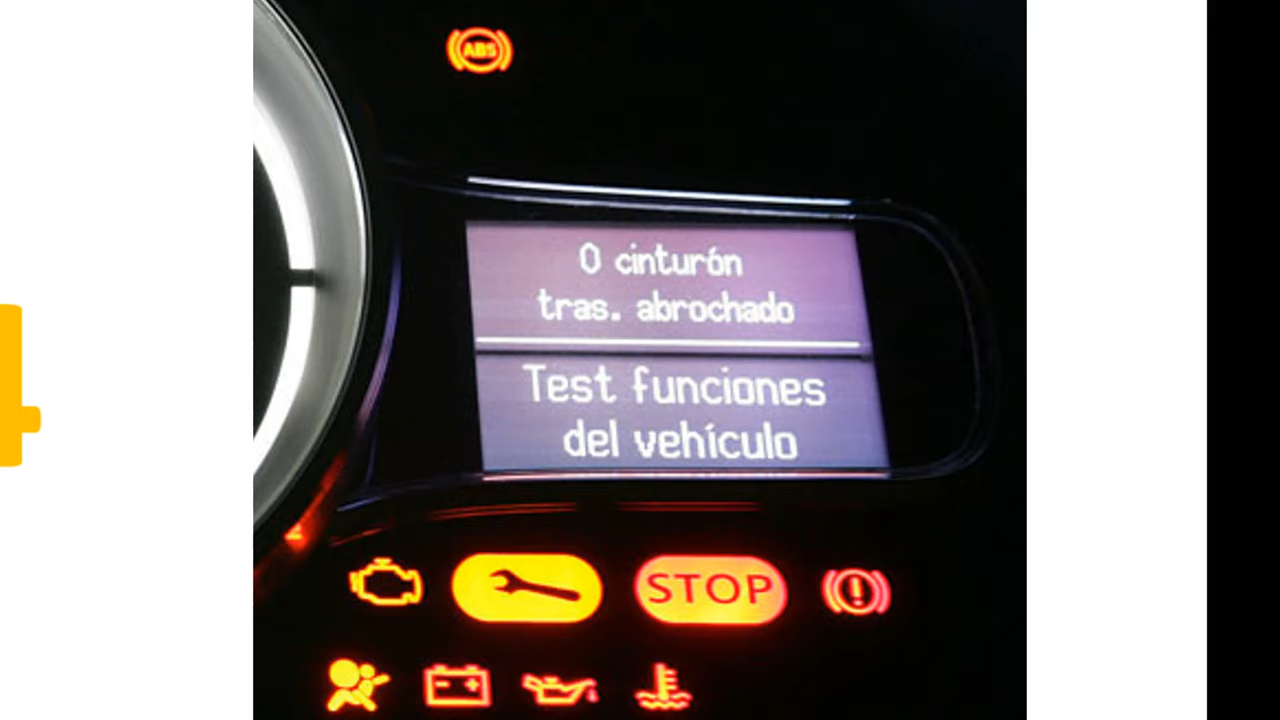 ABS
0 cinturón
tras. abrochado
Test funciones
del vehículo
STOP